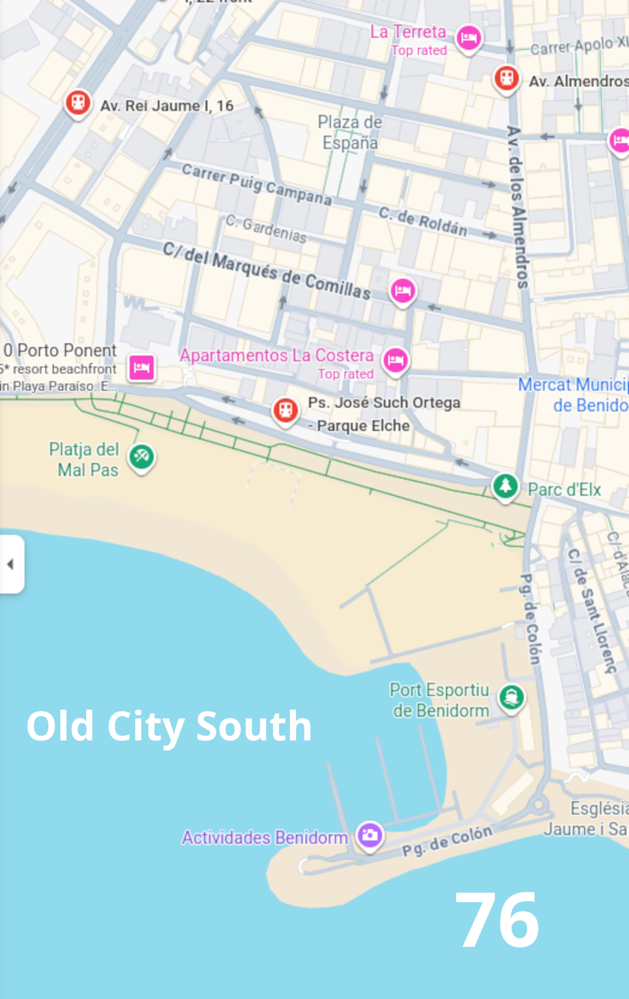 La Terreta
Top rated
Carrer Apolo XI
Av. Almendros
Av. Rei Jaume I, 16
Plaza de
España
Av. de los Almendros
Carrer Puig Campana
C. de Roldán
C. Gardenias
C/ del Marqués de Comillas
0 Porto Ponent
5* resort beachfront
in Playa Paraíso. E...
Apartamentos La Costera
Top rated
Mercat Munici
de Benido
Ps. José Such Ortega
- Parque Elche
Platja del
Mal Pas
Parc d'Elx
C/ de Sant Llorenç
C/ d'Alac
Pg. de Colón
Port Esportiu
de Benidorm
Old City South
Església
Jaume i Sa
Actividades Benidorm
Pg. de Colón
76